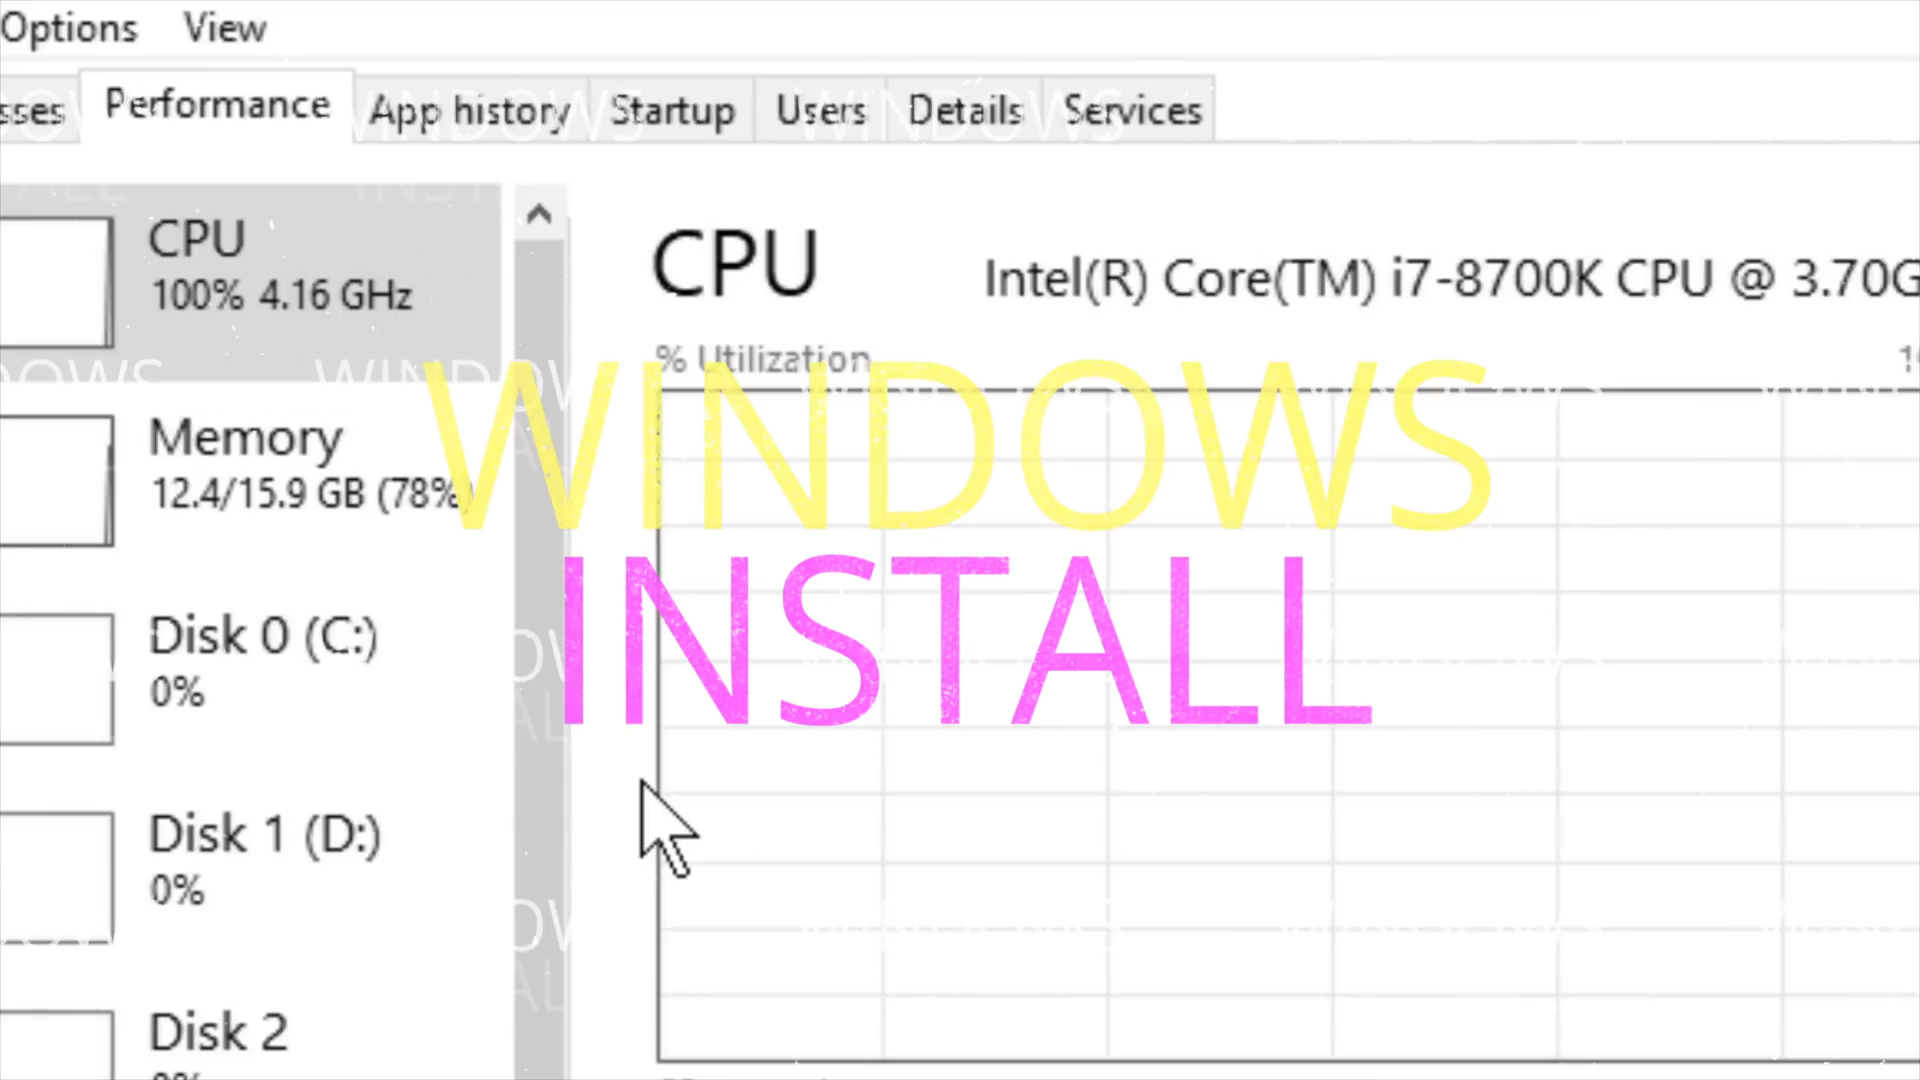 Options View
sses Performance App history Startup Users Details Services
CPU
100% 4.16 GHz
Memory
12.4/15.9 GB (78%)
Disk 0 (C:)
0%
Disk 1 (D:)
0%
Disk 2
0%
CPU Intel(R) Core(TM) i7-8700K CPU @ 3.70G
% Utilization
WINDOWS
INSTALL